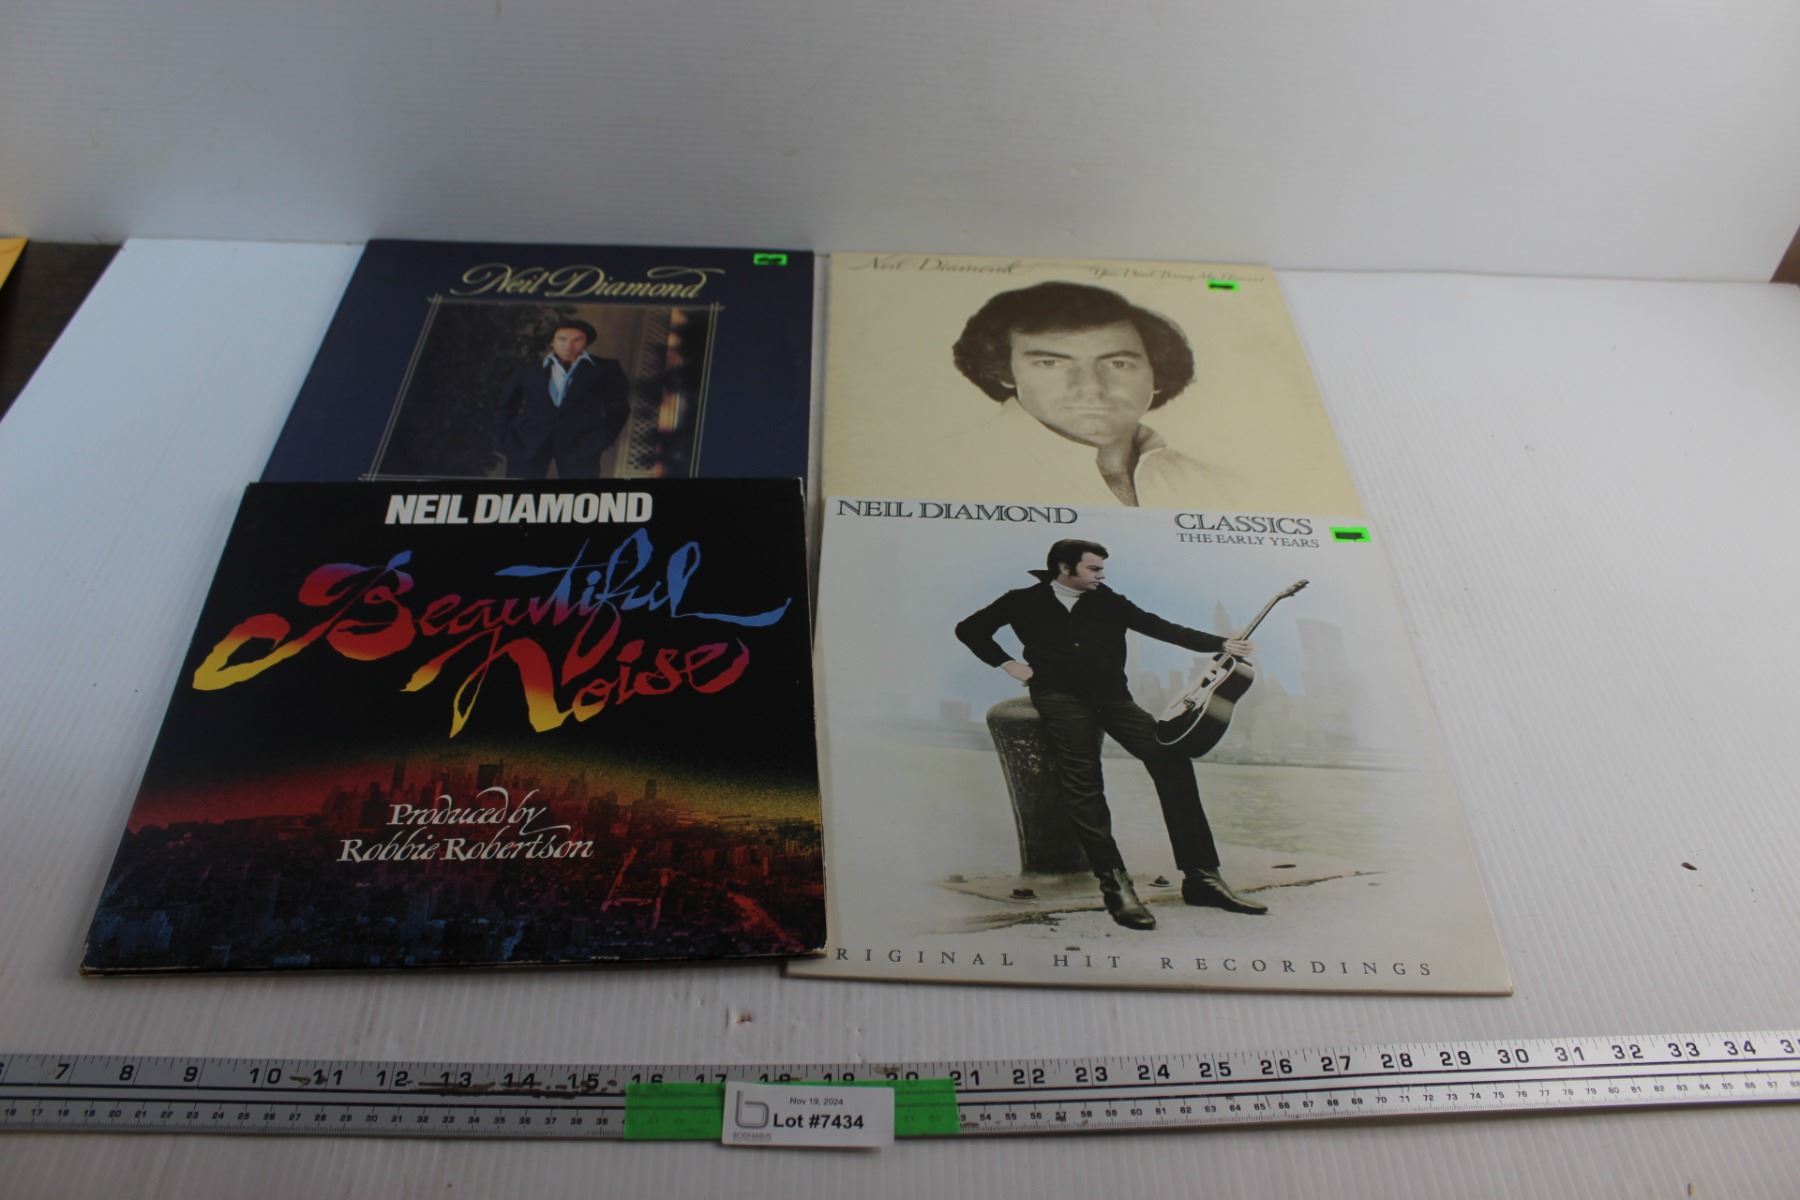 Neil Diamond
3
Neil Diamond
You Don't Bring Me Flowers
NEIL DIAMOND
Beautiful
Noise
Produced by
Robbie Robertson
NEIL DIAMOND
CLASSICS
THE EARLY YEARS
RIGINAL HIT RECORDINGS
7 8 9 10 11 12 13 14 15 16 17 18 19 20 21 22 23 24 25 26 27 28 29 30 31 32 33 34
Nov 19, 2024
Lot #7434